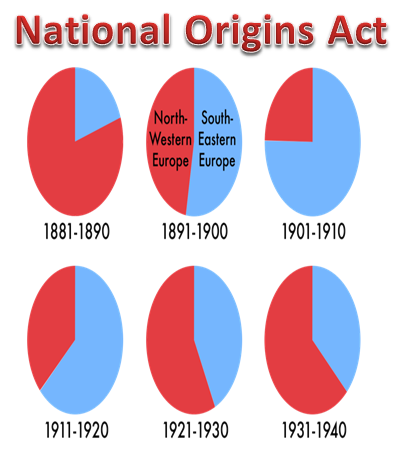 National Origins Act
North-
Western
Europe
South-
Eastern
Europe
1881-1890
1891-1900
1901-1910
1911-1920
1921-1930
1931-1940